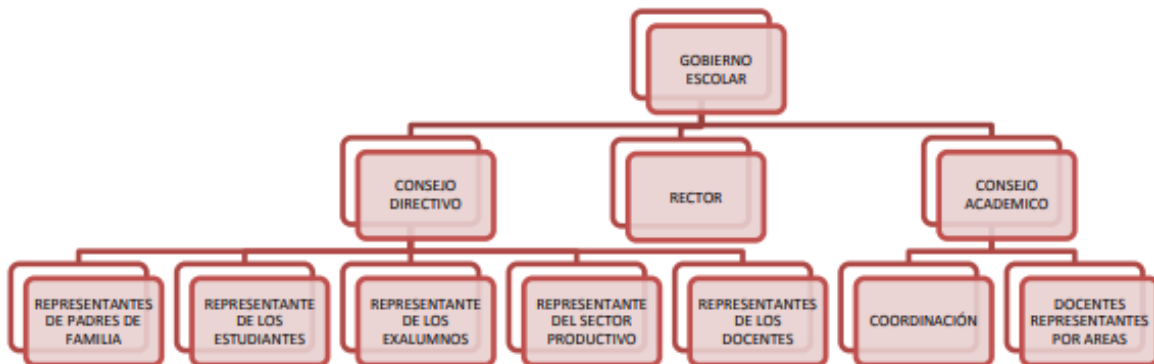 GOBIERNO
ESCOLAR
CONSEJO
DIRECTIVO
RECTOR
CONSEJO
ACADEMICO
REPRESENTANTES
DE PADRES DE
FAMILIA
REPRESENTANTE
DE LOS
ESTUDIANTES
REPRESENTANTE
DE LOS
EXALUMNOS
REPRESENTANTE
DEL SECTOR
PRODUCTIVO
REPRESENTANTES
DE LOS
DOCENTES
COORDINACIÓN
DOCENTES
REPRESENTANTES
POR AREAS